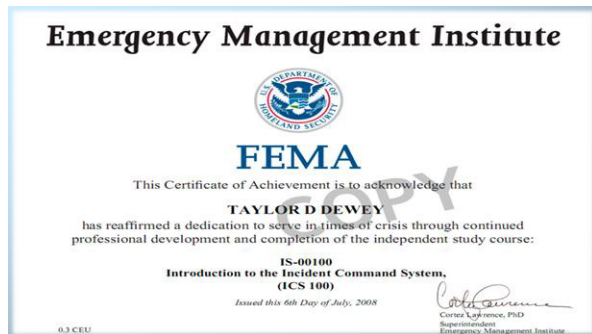 Emergency Management Institute
U.S. DEPARTMENT OF
HOMELAND SECURITY
FEMA
This Certificate of Achievement is to acknowledge that
COPY
TAYLOR D DEWEY
has reaffirmed a dedication to serve in times of crisis through continued
professional development and completion of the independent study course:
IS-00100
Introduction to the Incident Command System,
(ICS 100)
Issued this 6th Day of July, 2008
Cortez Lawrence
Cortez Lawrence, PhD
Superintendent
Emergency Management Institute
0.3 CEU